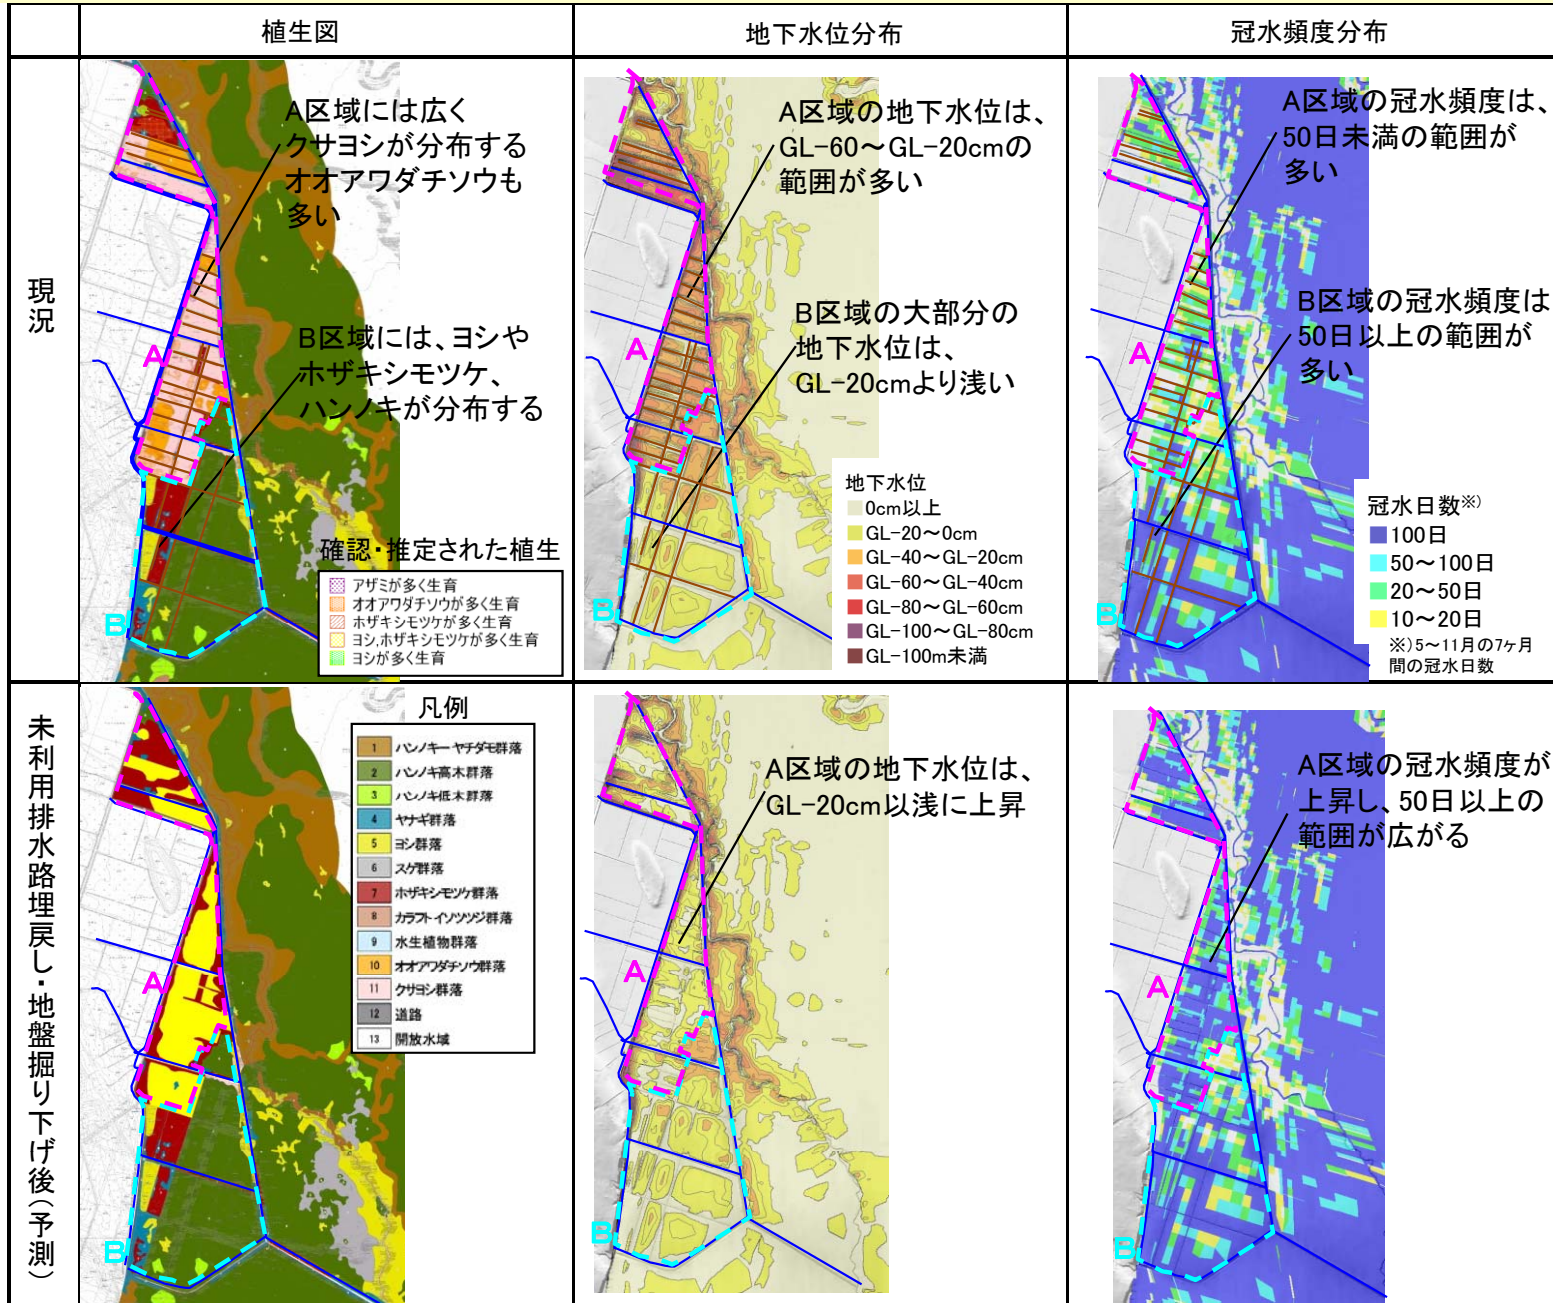 植生図
地下水位分布
冠水頻度分布
現況
A区域には広く
クサヨシが分布する
オオアワダチソウも
多い
B区域には、ヨシや
ホザキシモツケ、
ハンノキが分布する
A
B
確認・推定された植生
アザミが多く生育
オオアワダチソウが多く生育
ホザキシモツケが多く生育
ヨシ,ホザキシモツケが多く生育
ヨシが多く生育
A区域の地下水位は、
GL-60～GL-20cmの
範囲が多い
B区域の大部分の
地下水位は、
GL-20cmより浅い
A
B
地下水位
0cm以上
GL-20～0cm
GL-40～GL-20cm
GL-60～GL-40cm
GL-80～GL-60cm
GL-100～GL-80cm
GL-100m未満
A区域の冠水頻度は、
50日未満の範囲が
多い
B区域の冠水頻度は
50日以上の範囲が
多い
A
B
冠水日数※)
100日
50～100日
20～50日
10～20日
※)5～11月の7ヶ月
間の冠水日数
未利用排水路埋戻し・地盤掘り下げ後(予測)
凡例
1 ハンノキーヤチダモ群落
2 ハンノキ高木群落
3 ハンノキ低木群落
4 ヤナギ群落
5 ヨシ群落
6 スゲ群落
7 ホザキシモツケ群落
8 カラフトイソツツジ群落
9 水生植物群落
10 オオアワダチソウ群落
11 クサヨシ群落
12 道路
13 開放水域
A
B
A区域の地下水位は、
GL-20cm以浅に上昇
A
B
A区域の冠水頻度が
上昇し、50日以上の
範囲が広がる
A
B